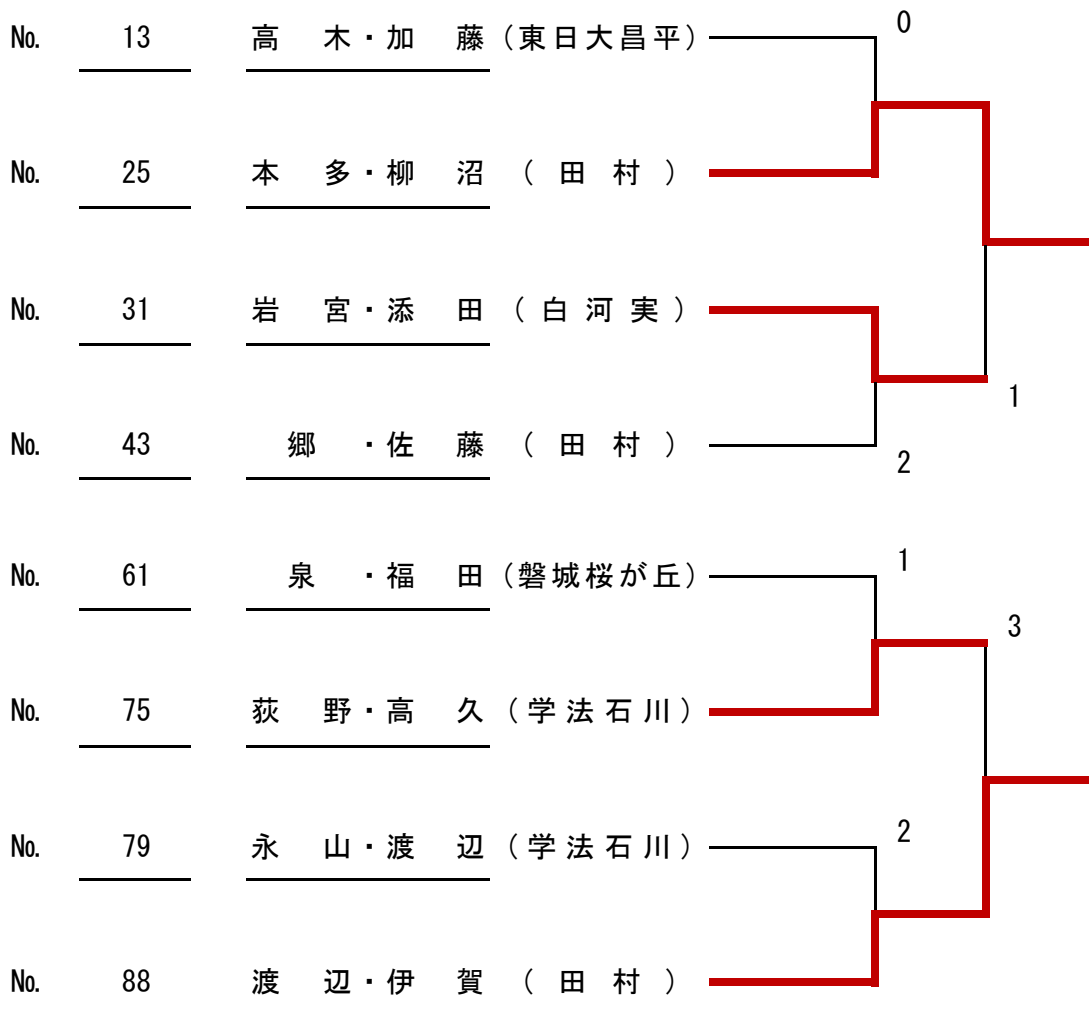 No. 13 高木・加藤(東日大昌平) 0
No. 25 本多・柳沼(田村)
No. 31 岩宮・添田(白河実)
1
No. 43 郷・佐藤(田村) 2
No. 61 泉・福田(磐城桜が丘) 1
3
No. 75 荻野・高久(学法石川)
No. 79 永山・渡辺(学法石川) 2
No. 88 渡辺・伊賀(田村)